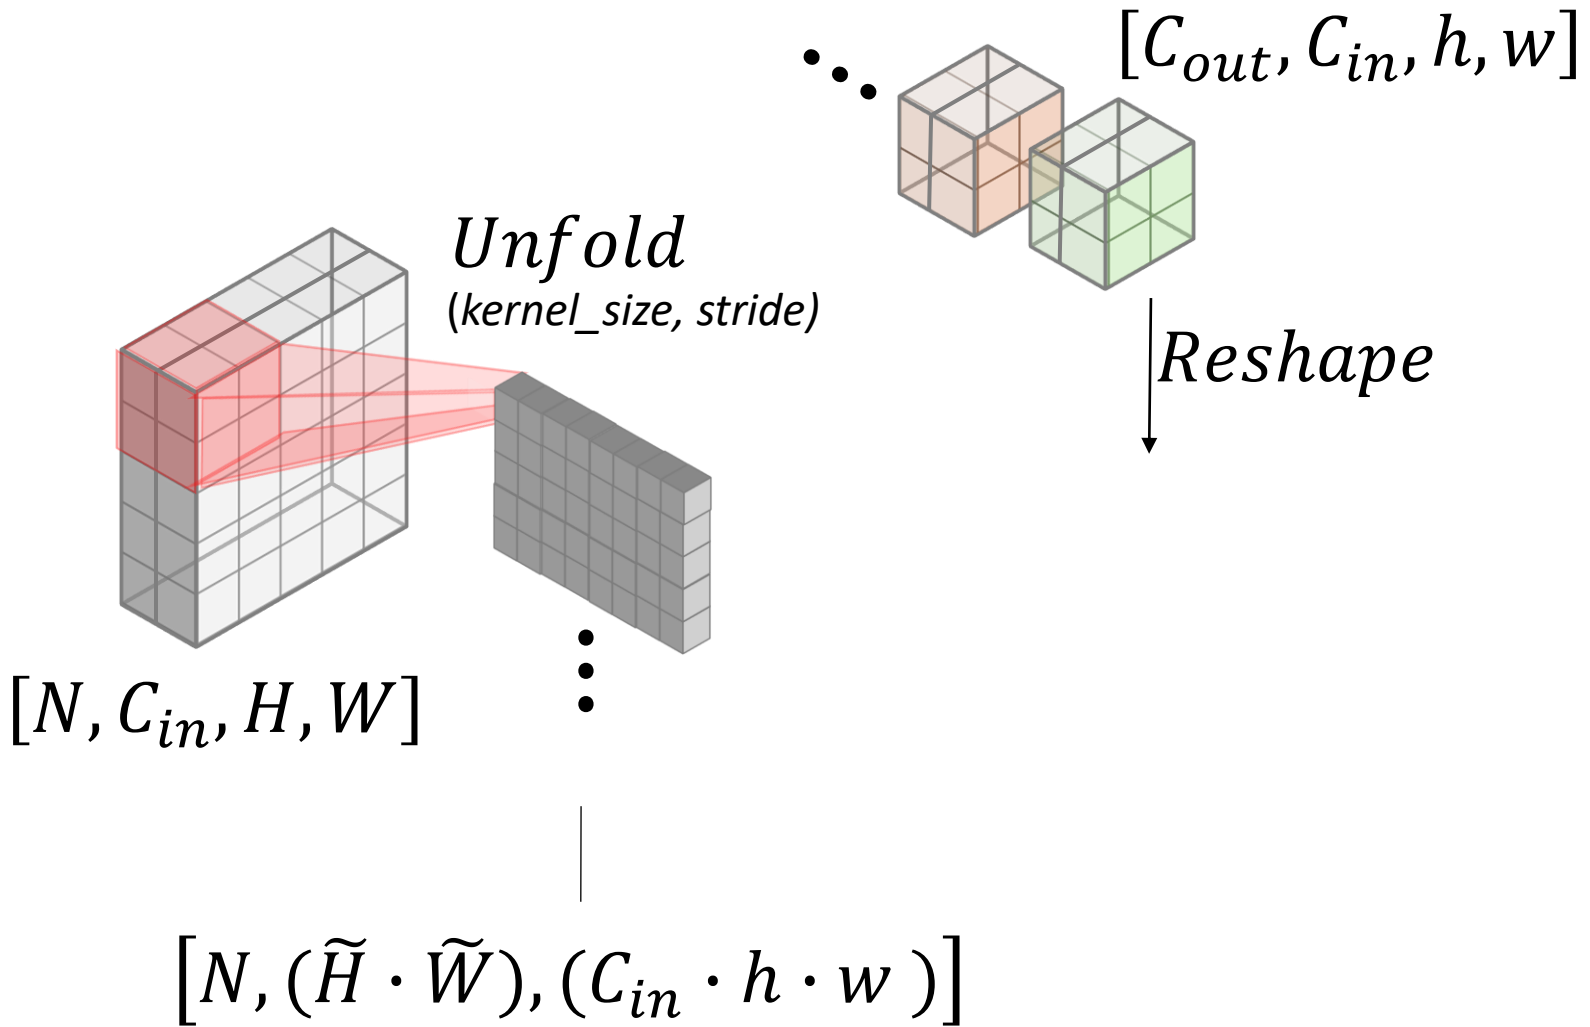 [C_out, C_in, h, w]
Unfold
(kernel_size, stride)
Reshape
[N, C_in, H, W]
[N, (H̃ · W̃), (C_in · h · w )]